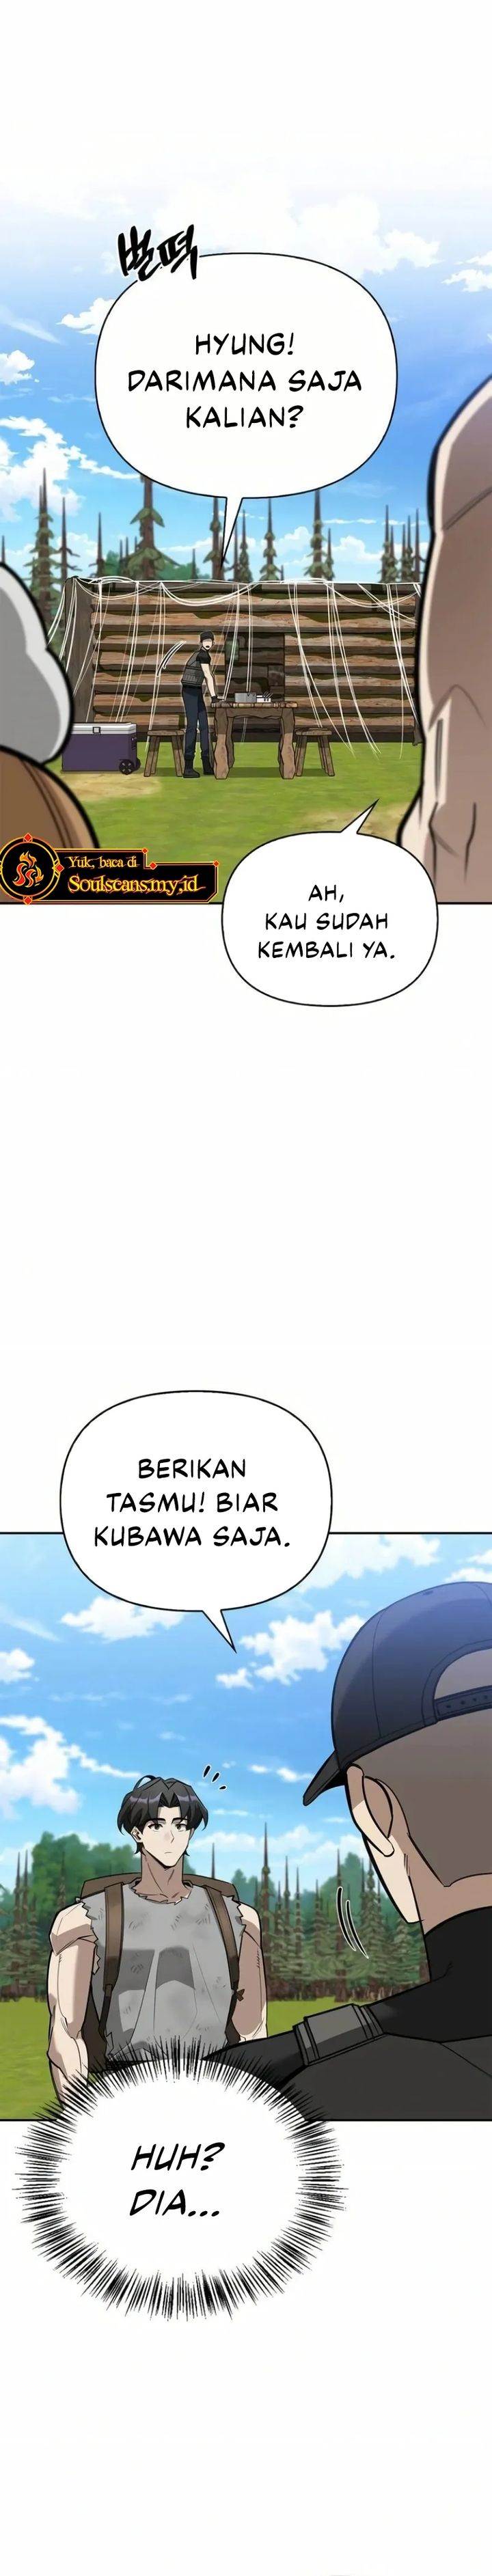 벌떡
HYUNG!
DARIMANA SAJA
KALIAN?
Yuk, baca di
Soulscans.my.id
AH,
KAU SUDAH
KEMBALI YA.
BERIKAN
TASMU! BIAR
KUBAWA SAJA.
HUH?
DIA...